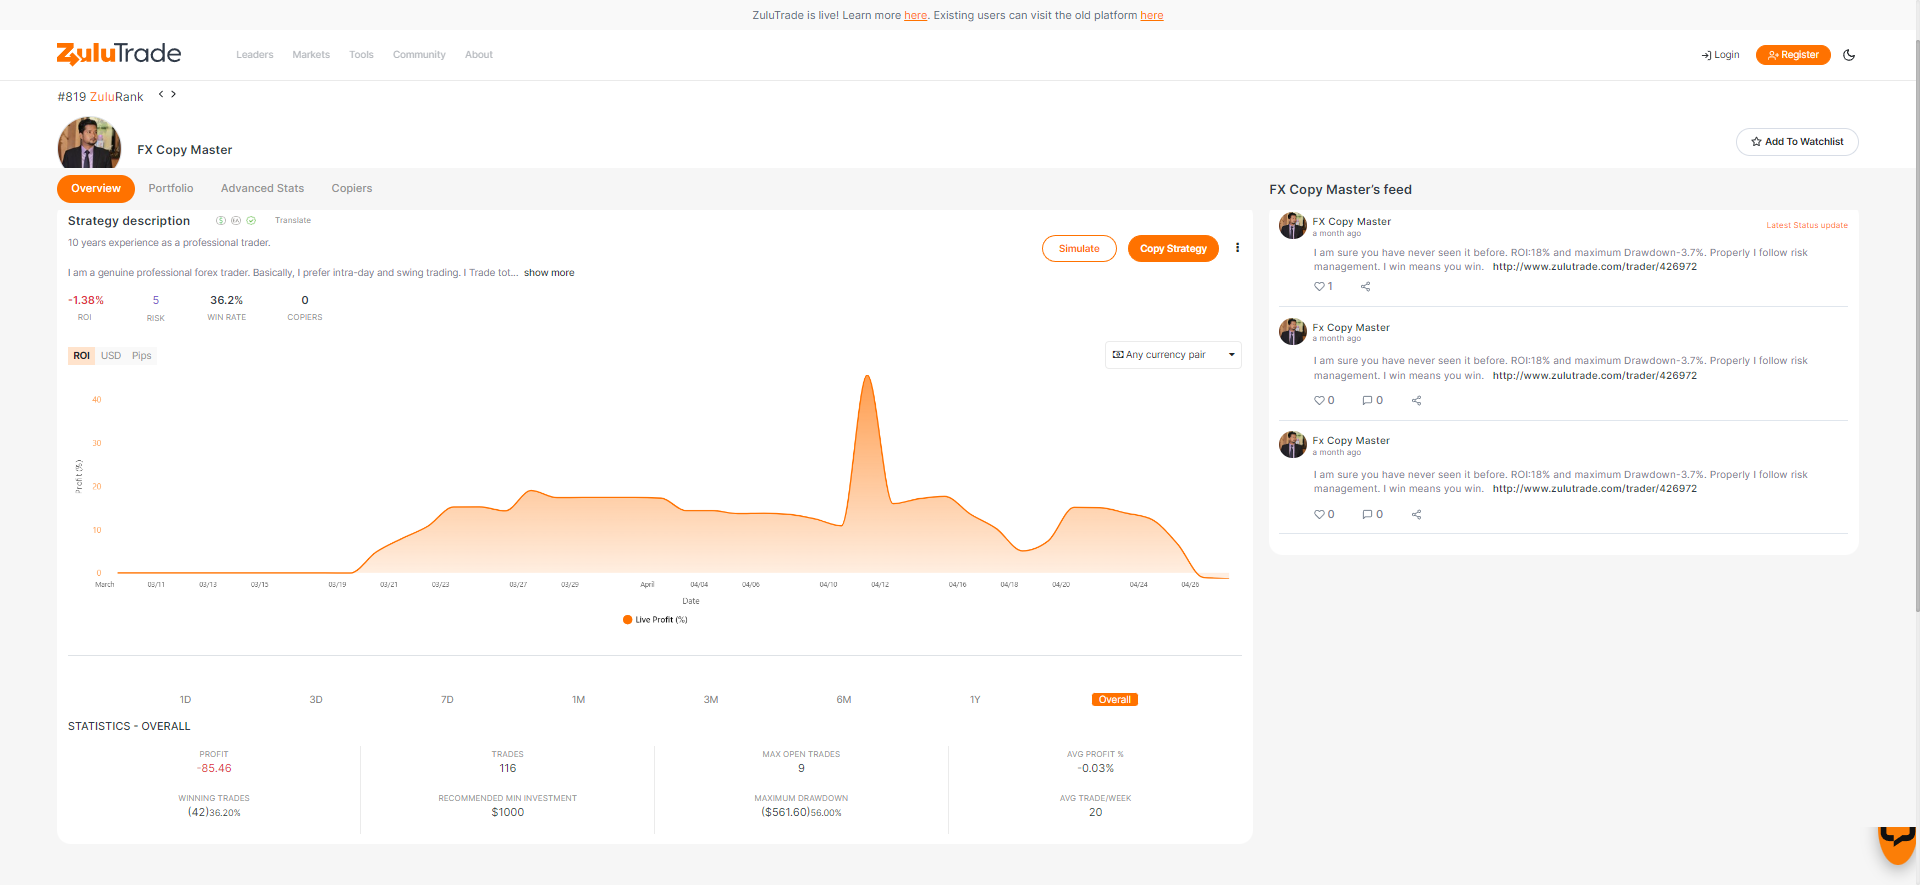 ZuluTrade is live! Learn more here. Existing users can visit the old platform here
ZuluTrade
Leaders
Markets
Tools
Community
About
Login
Register
#819 ZuluRank
FX Copy Master
Add To Watchlist
Overview
Portfolio
Advanced Stats
Copiers
Strategy description
Translate
10 years experience as a professional trader.
I am a genuine professional forex trader. Basically, I prefer intra-day and swing trading. I Trade tot... show more
Simulate
Copy Strategy
-1.38%
5
36.2%
0
ROI
RISK
WIN RATE
COPIERS
ROI
USD
Pips
Any currency pair
40
30
20
10
0
Profit (%)
March
03/11
03/13
03/15
03/19
03/21
03/23
03/27
03/29
April
04/04
04/06
04/10
04/12
04/16
04/18
04/20
04/24
04/26
Date
Live Profit (%)
1D
3D
7D
1M
3M
6M
1Y
Overall
STATISTICS - OVERALL
PROFIT
-85.46
TRADES
116
MAX OPEN TRADES
9
AVG PROFIT %
-0.03%
WINNING TRADES
(42)36.20%
RECOMMENDED MIN INVESTMENT
$1000
MAXIMUM DRAWDOWN
($561.60)56.00%
AVG TRADE/WEEK
20
FX Copy Master's feed
FX Copy Master
a month ago
Latest Status update
I am sure you have never seen it before. ROI:18% and maximum Drawdown-3.7%. Properly I follow risk
management. I win means you win. http://www.zulutrade.com/trader/426972
1
Fx Copy Master
a month ago
I am sure you have never seen it before. ROI:18% and maximum Drawdown-3.7%. Properly I follow risk
management. I win means you win. http://www.zulutrade.com/trader/426972
0
0
Fx Copy Master
a month ago
I am sure you have never seen it before. ROI:18% and maximum Drawdown-3.7%. Properly I follow risk
management. I win means you win. http://www.zulutrade.com/trader/426972
0
0